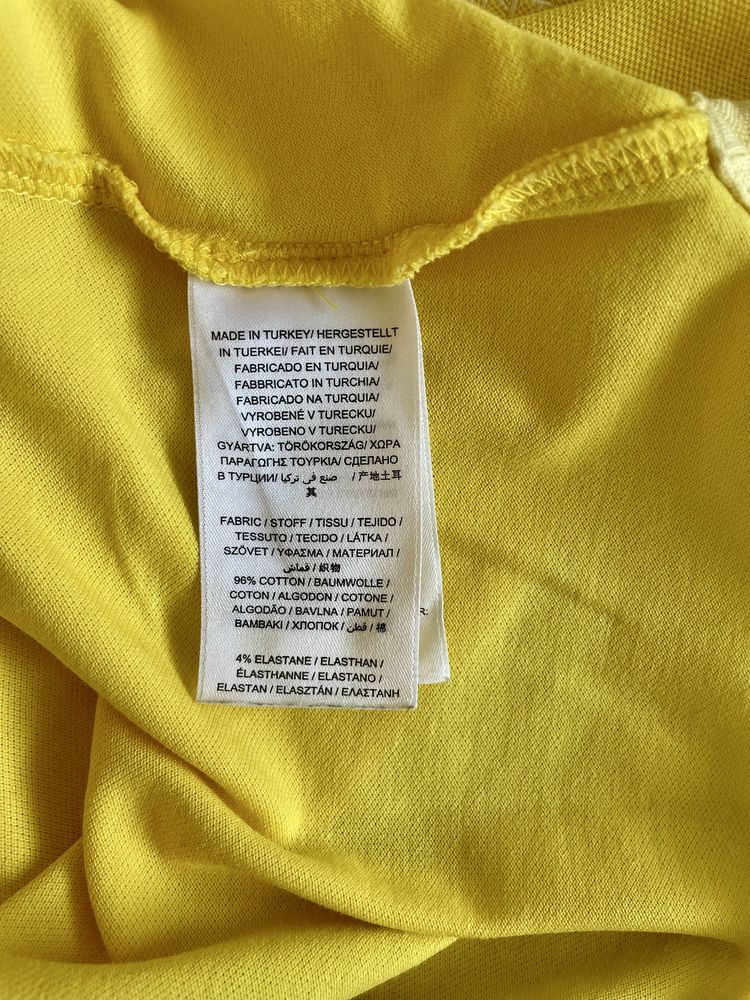 MADE IN TURKEY/ HERGESTELLT
IN TUERKEI/ FAIT EN TURQUIE/
FABRICADO EN TURQUIA/
FABBRICATO IN TURCHIA/
FABRICADO NA TURQUIA/
VYROBENÉ V TURECKU/
VYROBENO V TURECKU/
GYÁRTVA: TÖRÖKORSZÁG/ ΧΩΡΑ
ΠΑΡΑΓΩΓΗΣ ΤΟΥΡΚΙΑ/ СДЕЛАНО
В ТУРЦИИ/ صنع في تركيا / 产地土耳
其
FABRIC / STOFF / TISSU / TEJIDO /
TESSUTO / TECIDO / LÁTKA /
SZÖVET / ΥΦΑΣΜΑ / МАТЕРИАЛ /
قماش / 织物
96% COTTON / BAUMWOLLE /
COTON / ALGODON / COTONE /
ALGODÃO / BAVLNA / PAMUT /
BAMBAKI / ХЛОПОК / قطن / 棉
4% ELASTANE / ELASTHAN /
ÉLASTHANNE / ELASTANO /
ELASTAN / ELASZTÁN / ΕΛΑΣΤΑΝΗ
R: